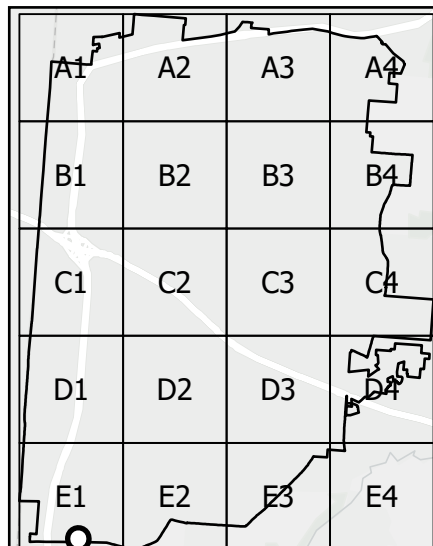 A1 A2 A3 A4
B1 B2 B3 B4
C1 C2 C3 C4
D1 D2 D3 D4
E1 E2 E3 E4